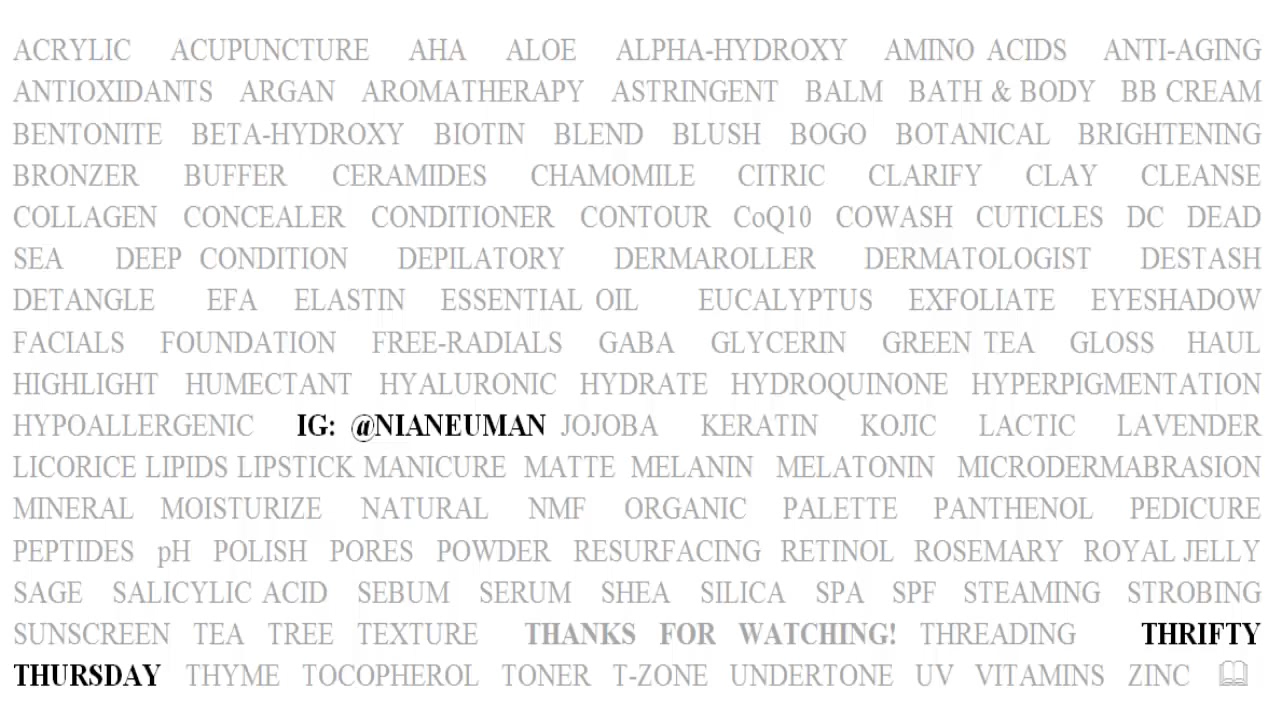 ACRYLIC ACUPUNCTURE AHA ALOE ALPHA-HYDROXY AMINO ACIDS ANTI-AGING
ANTIOXIDANTS ARGAN AROMATHERAPY ASTRINGENT BALM BATH & BODY BB CREAM
BENTONITE BETA-HYDROXY BIOTIN BLEND BLUSH BOGO BOTANICAL BRIGHTENING
BRONZER BUFFER CERAMIDES CHAMOMILE CITRIC CLARIFY CLAY CLEANSE
COLLAGEN CONCEALER CONDITIONER CONTOUR CoQ10 COWASH CUTICLES DC DEAD
SEA DEEP CONDITION DEPILATORY DERMAROLLER DERMATOLOGIST DESTASH
DETANGLE EFA ELASTIN ESSENTIAL OIL EUCALYPTUS EXFOLIATE EYESHADOW
FACIALS FOUNDATION FREE-RADIALS GABA GLYCERIN GREEN TEA GLOSS HAUL
HIGHLIGHT HUMECTANT HYALURONIC HYDRATE HYDROQUINONE HYPERPIGMENTATION
HYPOALLERGENIC IG: @NIANEUMAN JOJOBA KERATIN KOJIC LACTIC LAVENDER
LICORICE LIPIDS LIPSTICK MANICURE MATTE MELANIN MELATONIN MICRODERMABRASION
MINERAL MOISTURIZE NATURAL NMF ORGANIC PALETTE PANTHENOL PEDICURE
PEPTIDES pH POLISH PORES POWDER RESURFACING RETINOL ROSEMARY ROYAL JELLY
SAGE SALICYLIC ACID SEBUM SERUM SHEA SILICA SPA SPF STEAMING STROBING
SUNSCREEN TEA TREE TEXTURE THANKS FOR WATCHING! THREADING THRIFTY
THURSDAY THYME TOCOPHEROL TONER T-ZONE UNDERTONE UV VITAMINS ZINC